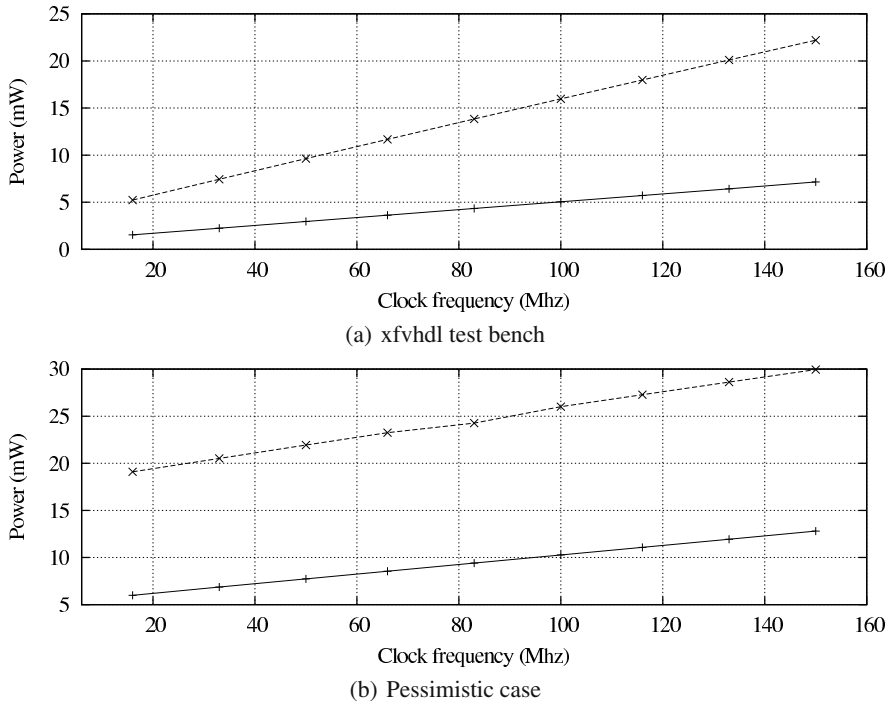 25
20
15
10
5
0
Power (mW)
20 40 60 80 100 120 140 160
Clock frequency (Mhz)
(a) xfvhdl test bench
30
25
20
15
10
5
Power (mW)
20 40 60 80 100 120 140 160
Clock frequency (Mhz)
(b) Pessimistic case